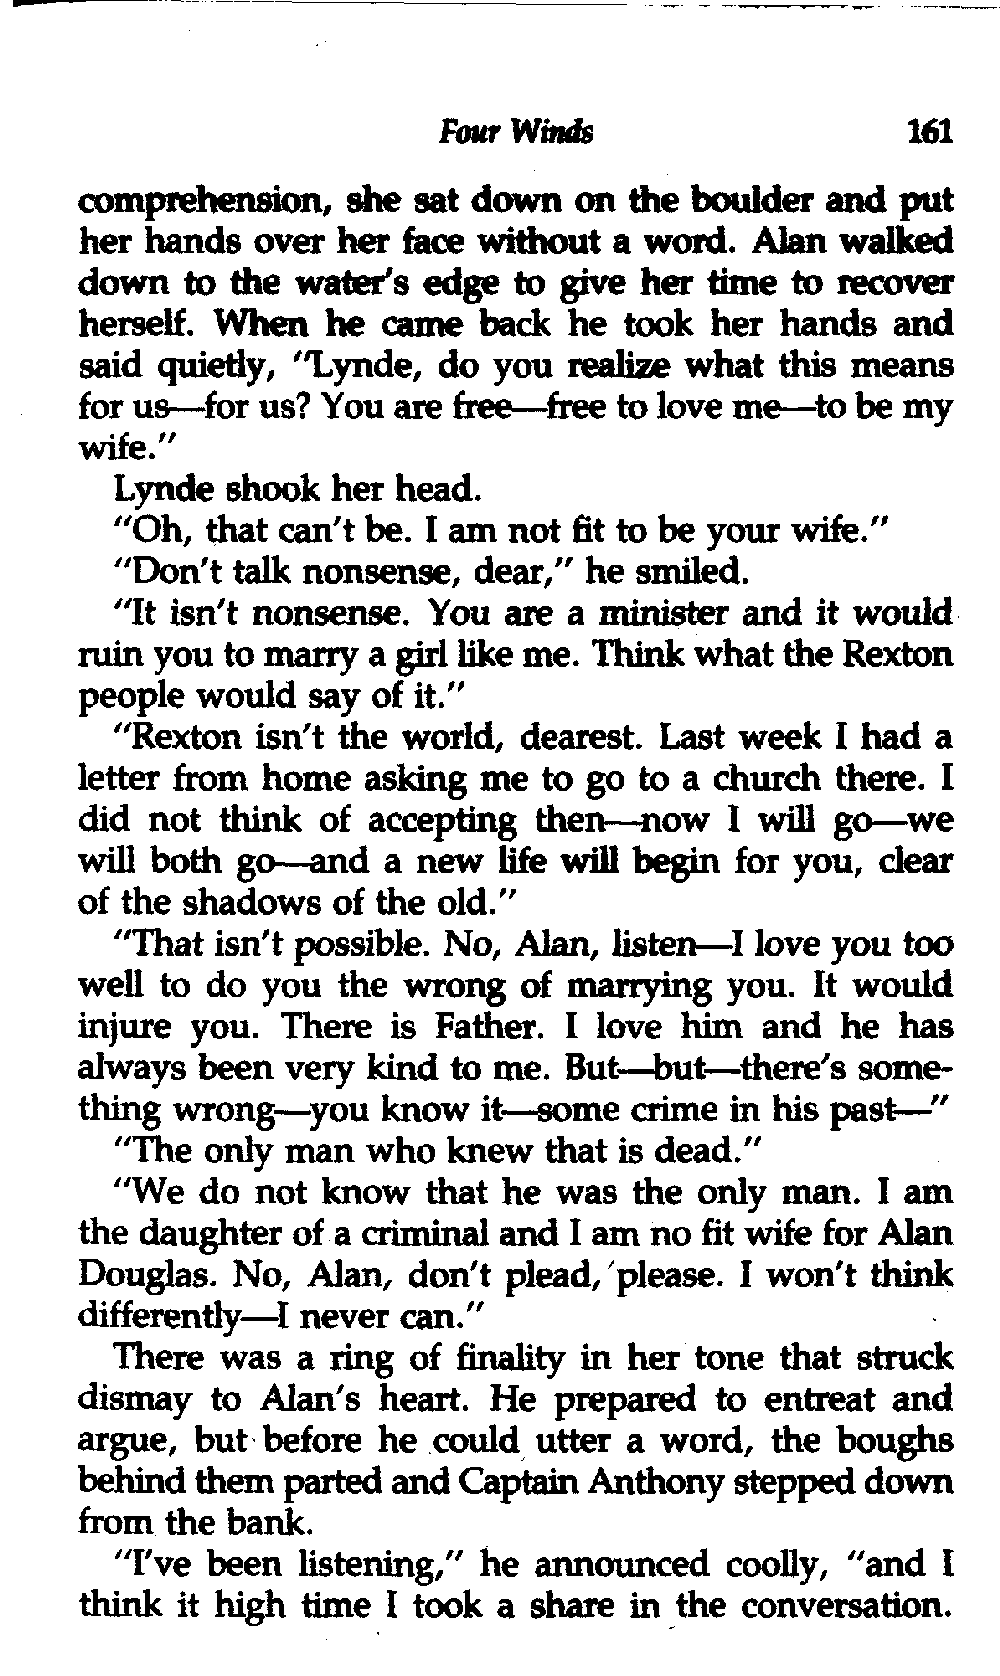 Four Winds 161
comprehension, she sat down on the boulder and put
her hands over her face without a word. Alan walked
down to the water's edge to give her time to recover
herself. When he came back he took her hands and
said quietly, "Lynde, do you realize what this means
for us—for us? You are free—free to love me—to be my
wife."
Lynde shook her head.
"Oh, that can't be. I am not fit to be your wife."
"Don't talk nonsense, dear," he smiled.
"It isn't nonsense. You are a minister and it would
ruin you to marry a girl like me. Think what the Rexton
people would say of it."
"Rexton isn't the world, dearest. Last week I had a
letter from home asking me to go to a church there. I
did not think of accepting then—now I will go—we
will both go—and a new life will begin for you, clear
of the shadows of the old."
"That isn't possible. No, Alan, listen—I love you too
well to do you the wrong of marrying you. It would
injure you. There is Father. I love him and he has
always been very kind to me. But—but—there's some-
thing wrong—you know it—some crime in his past—"
"The only man who knew that is dead."
"We do not know that he was the only man. I am
the daughter of a criminal and I am no fit wife for Alan
Douglas. No, Alan, don't plead, please. I won't think
differently—I never can."
There was a ring of finality in her tone that struck
dismay to Alan's heart. He prepared to entreat and
argue, but before he could utter a word, the boughs
behind them parted and Captain Anthony stepped down
from the bank.
"I've been listening," he announced coolly, "and I
think it high time I took a share in the conversation.